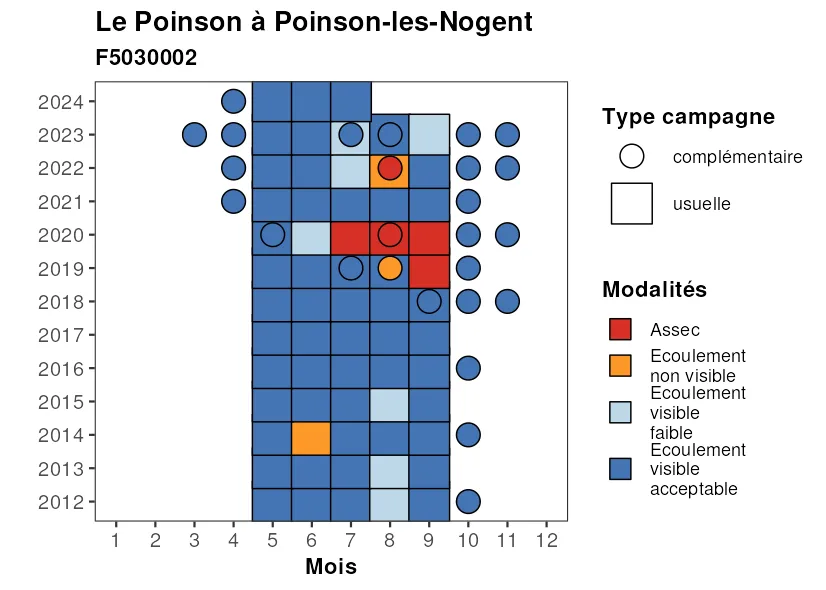 Le Poinson à Poinson-les-Nogent
F5030002
2024
2023
2022
2021
2020
2019
2018
2017
2016
2015
2014
2013
2012
1 2 3 4 5 6 7 8 9 10 11 12
Mois
Type campagne
complémentaire
usuelle
Modalités
Assec
Ecoulement
non visible
Ecoulement
visible
faible
Ecoulement
visible
acceptable